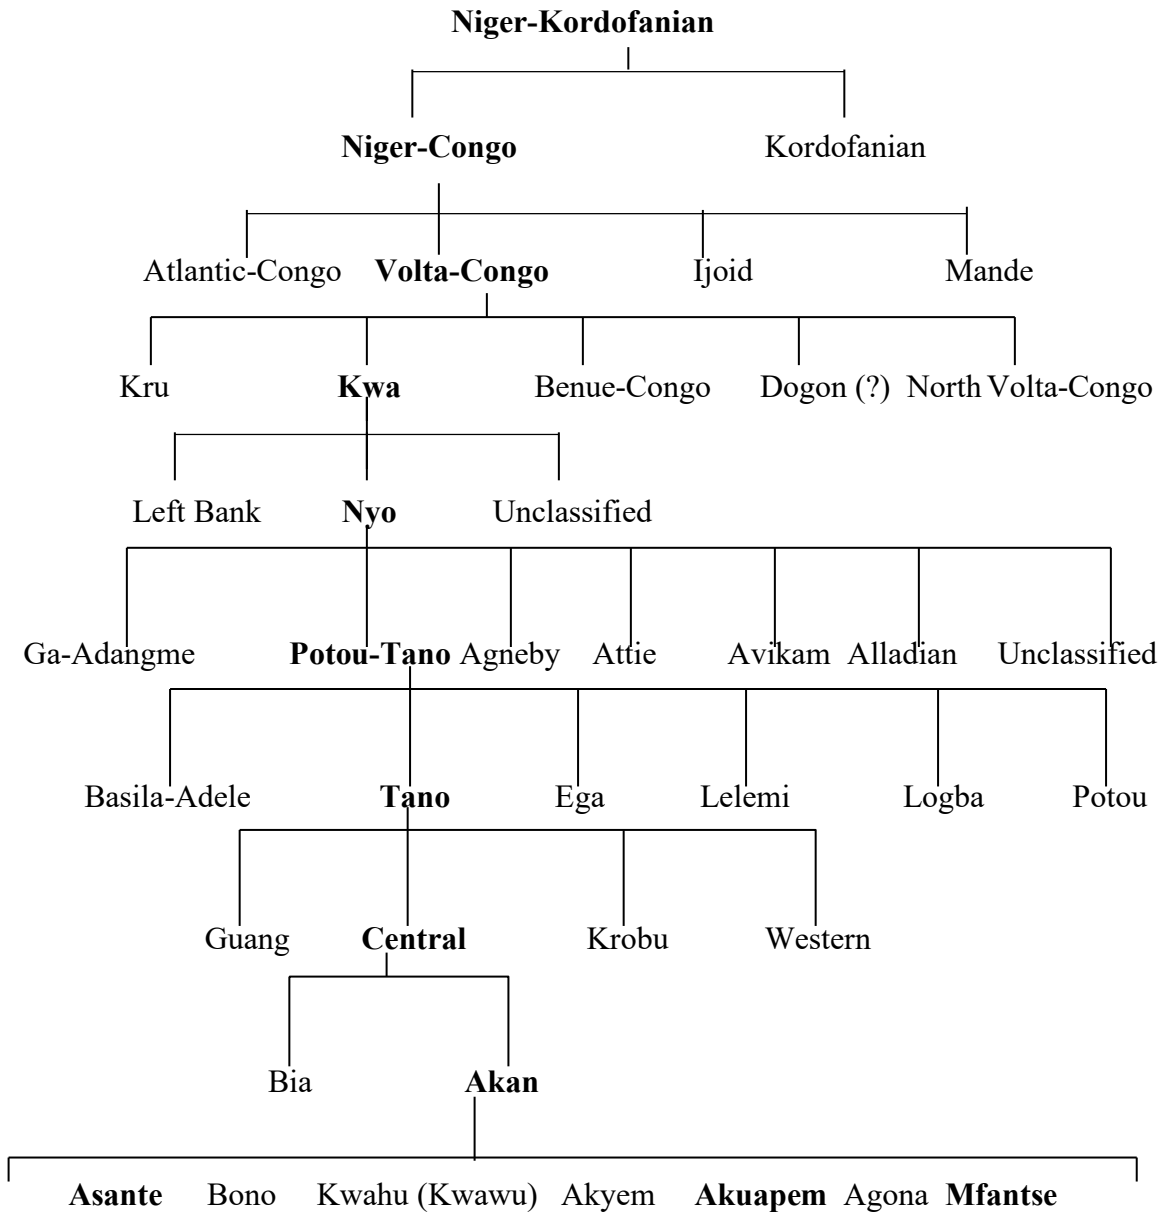 Niger-Kordofanian
Niger-Congo Kordofanian
Atlantic-Congo Volta-Congo Ijoid Mande
Kru Kwa Benue-Congo Dogon (?) North Volta-Congo
Left Bank Nyo Unclassified
Ga-Adangme Potou-Tano Agneby Attie Avikam Alladian Unclassified
Basila-Adele Tano Ega Lelemi Logba Potou
Guang Central Krobu Western
Bia Akan
Asante Bono Kwahu (Kwawu) Akyem Akuapem Agona Mfantse